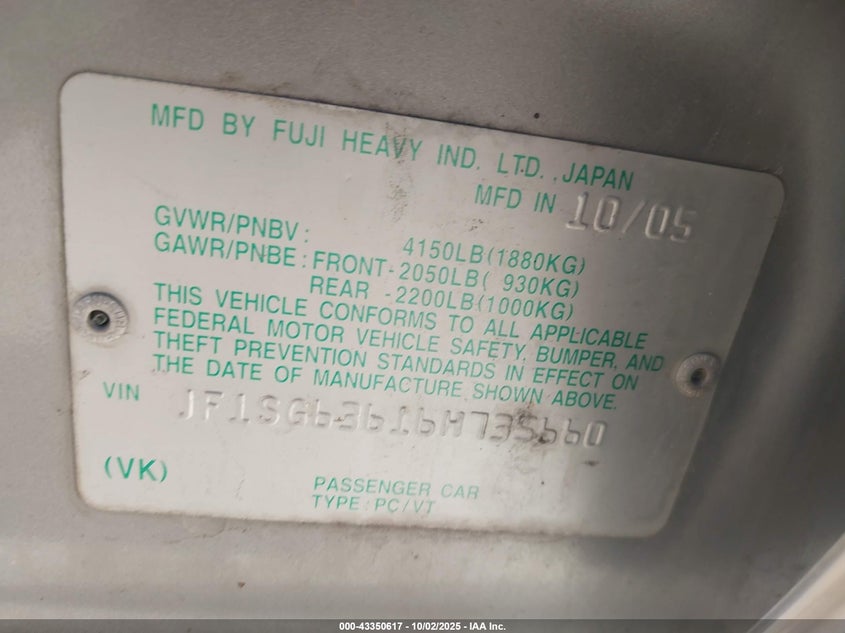 MFD BY FUJI HEAVY IND. LTD., JAPAN
MFD IN 10/05
GVWR/PNBV: 4150LB(1880KG)
GAWR/PNBE: FRONT-2050LB( 930KG)
REAR -2200LB(1000KG)
THIS VEHICLE CONFORMS TO ALL APPLICABLE
FEDERAL MOTOR VEHICLE SAFETY, BUMPER, AND
THEFT PREVENTION STANDARDS IN EFFECT ON
THE DATE OF MANUFACTURE SHOWN ABOVE.
VIN JF1SG63616H735660
(VK)
PASSENGER CAR
TYPE: PC/VT
000-43350617 - 10/02/2025 - IAA Inc.